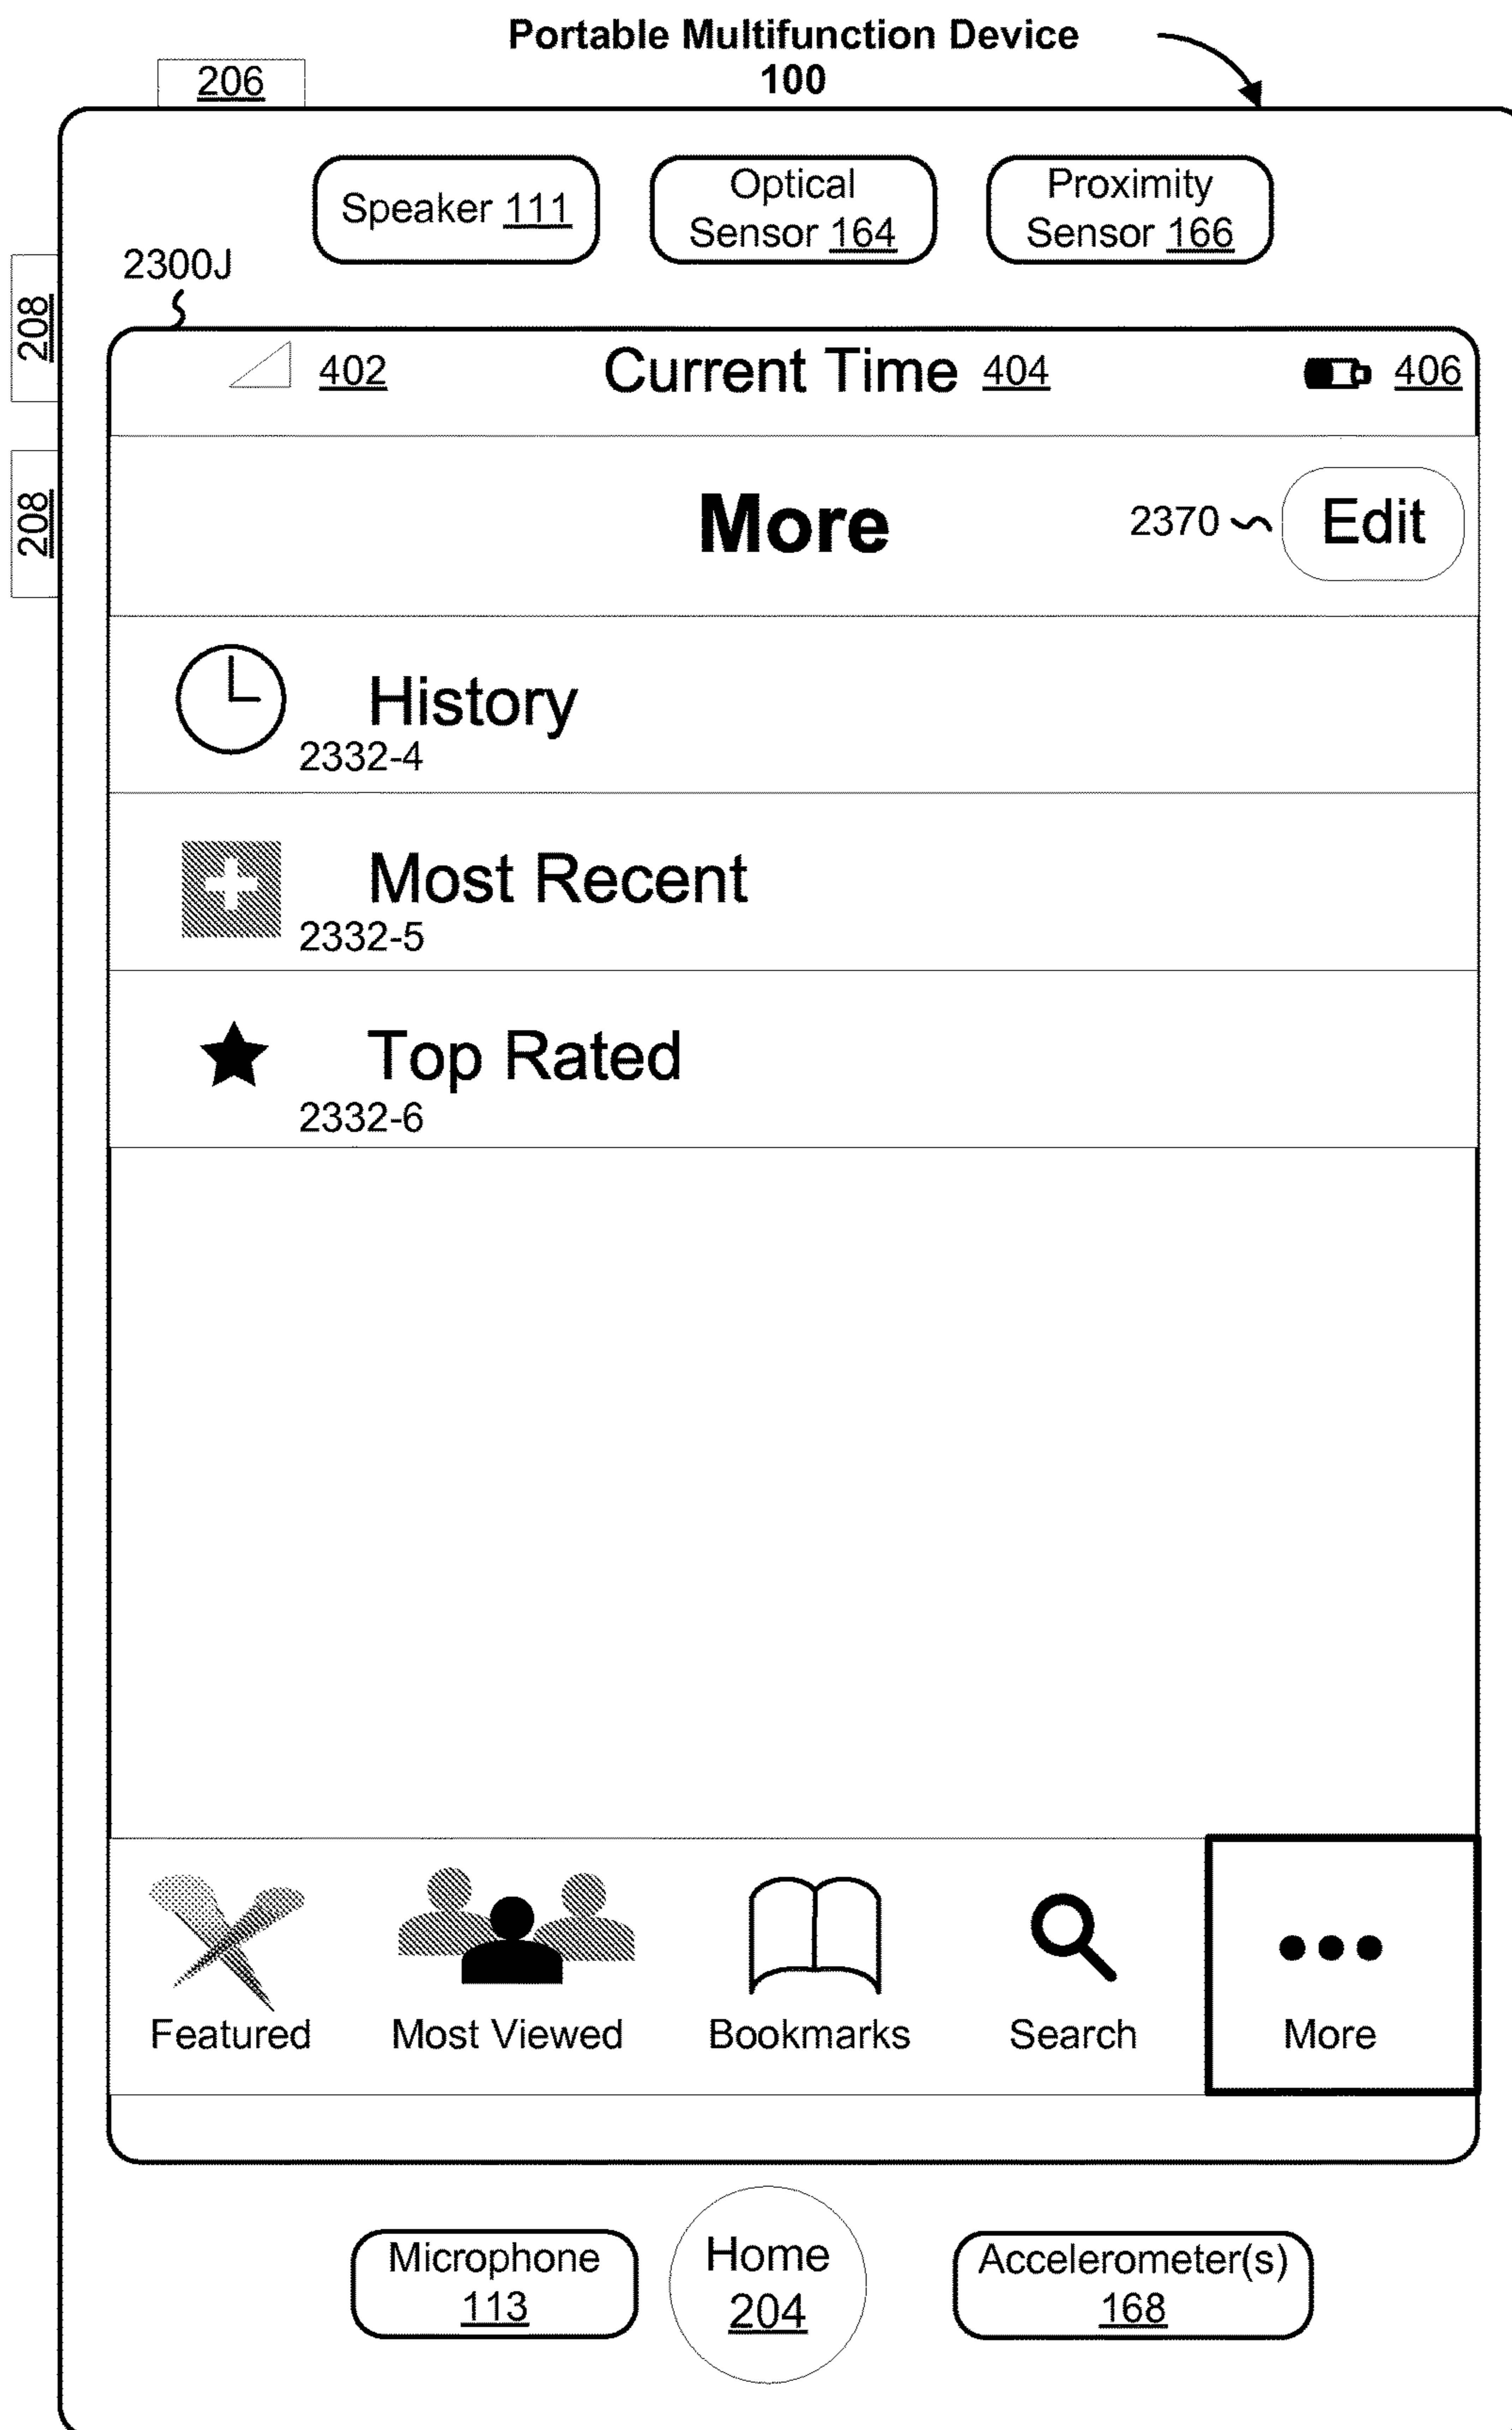 Portable Multifunction Device
100
206
Speaker 111
Optical
Sensor 164
Proximity
Sensor 166
2300J
208
208
402
Current Time 404
406
More
2370
Edit
History
2332-4
Most Recent
2332-5
Top Rated
2332-6
Featured
Most Viewed
Bookmarks
Search
More
Microphone
113
Home
204
Accelerometer(s)
168